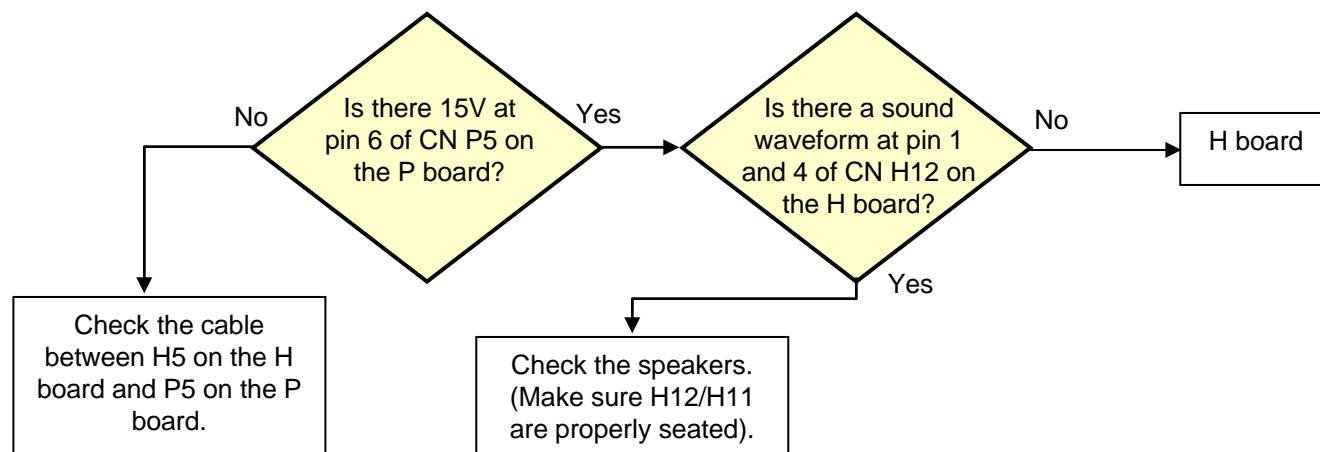 No
Is there 15V at
pin 6 of CN P5 on
the P board?
Yes
Is there a sound
waveform at pin 1
and 4 of CN H12 on
the H board?
No
H board
Yes
Check the cable
between H5 on the H
board and P5 on the P
board.
Check the speakers.
(Make sure H12/H11
are properly seated).